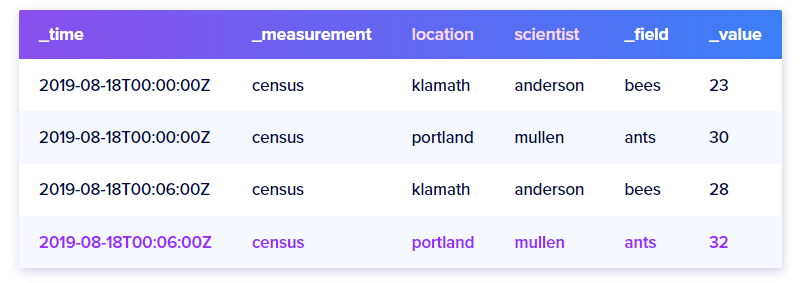 _time _measurement location scientist _field _value
2019-08-18T00:00:00Z census klamath anderson bees 23
2019-08-18T00:00:00Z census portland mullen ants 30
2019-08-18T00:06:00Z census klamath anderson bees 28
2019-08-18T00:06:00Z census portland mullen ants 32